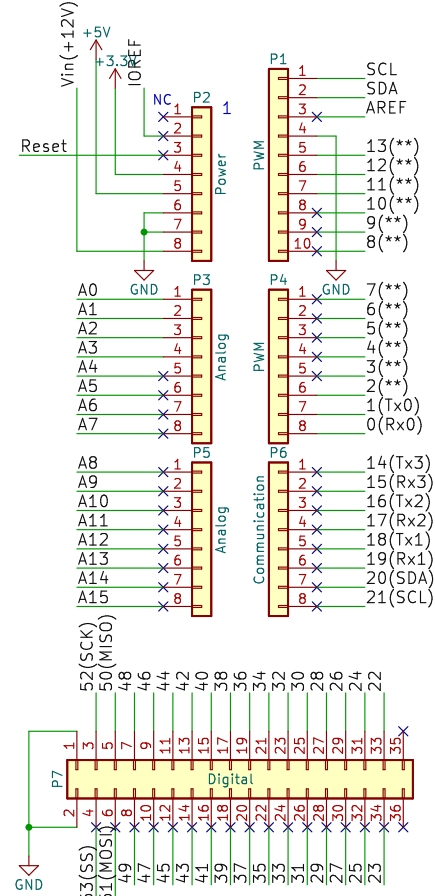 Vin(+12V)
+5V
+3.3V
IOREF
NC
P2
1
1
2
Reset
3
4
5
6
7
8
Power
GND
P1
1 SCL
2 SDA
3 AREF
4
5 13(**)
6 12(**)
7 11(**)
8 10(**)
9 9(**)
10 8(**)
PWM
GND
P3
A0 1
A1 2
A2 3
A3 4
A4 5
A5 6
A6 7
A7 8
Analog
P4
1 7(**)
2 6(**)
3 5(**)
4 4(**)
5 3(**)
6 2(**)
7 1(Tx0)
8 0(Rx0)
PWM
P5
A8 1
A9 2
A10 3
A11 4
A12 5
A13 6
A14 7
A15 8
Analog
P6
1 14(Tx3)
2 15(Rx3)
3 16(Tx2)
4 17(Rx2)
5 18(Tx1)
6 19(Rx1)
7 20(SDA)
8 21(SCL)
Communication
52(SCK) 50(MISO) 48 46 44 42 40 38 36 34 32 30 28 26 24 22
1 3 5 7 9 11 13 15 17 19 21 23 25 27 29 31 33 35
P7
Digital
2 4 6 8 10 12 14 16 18 20 22 24 26 28 30 32 34 36
GND
3(SS) 1(MOSI) 49 47 45 43 41 39 37 35 33 31 29 27 25 23